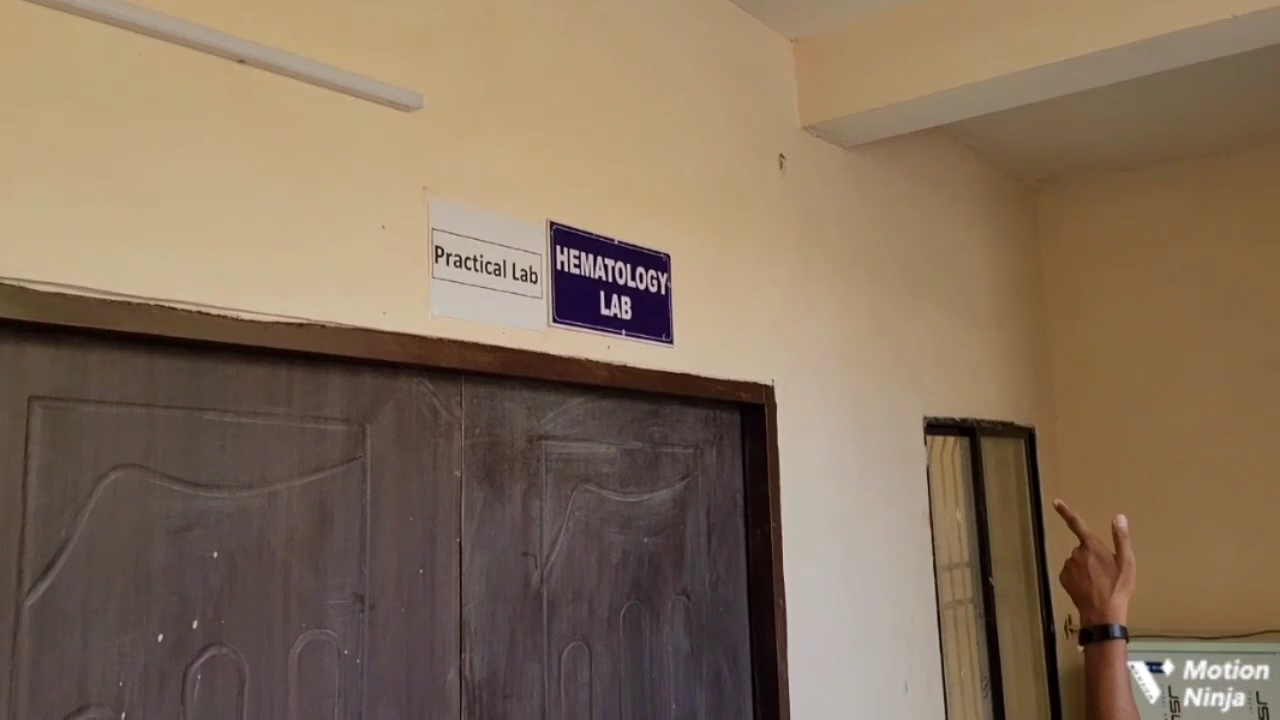 Practical Lab
HEMATOLOGY
LAB
Motion
Ninja